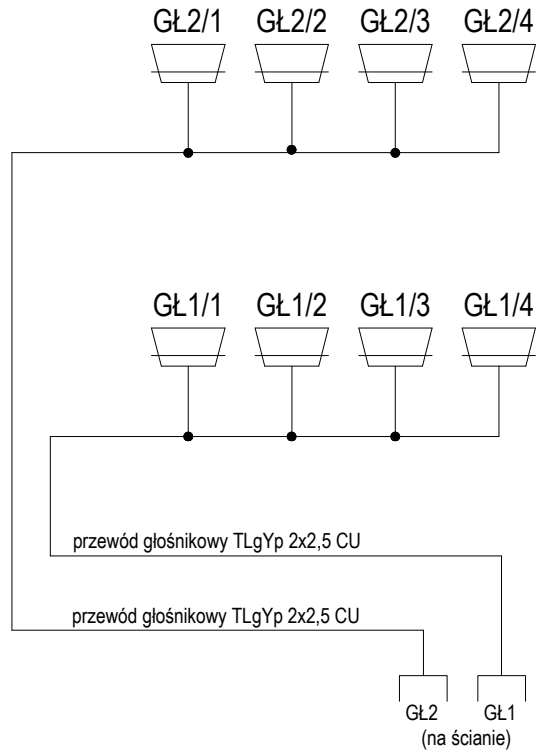 GŁ2/1 GŁ2/2 GŁ2/3 GŁ2/4
GŁ1/1 GŁ1/2 GŁ1/3 GŁ1/4
przewód głośnikowy TLgYp 2x2,5 CU
przewód głośnikowy TLgYp 2x2,5 CU
GŁ2 GŁ1
(na ścianie)